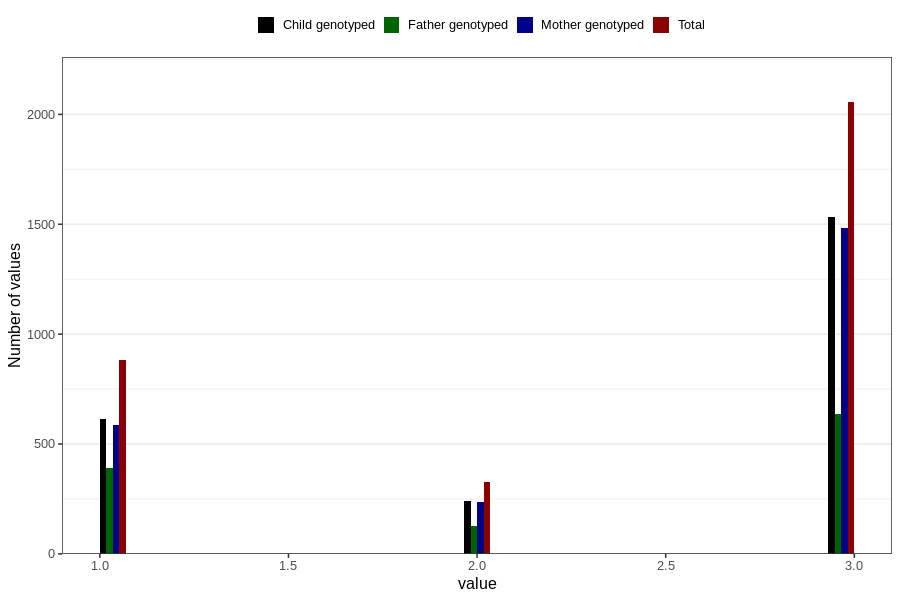 Child genotyped Father genotyped Mother genotyped Total
Number of values
2000
1500
1000
500
0
1.0 1.5 2.0 2.5 3.0
value